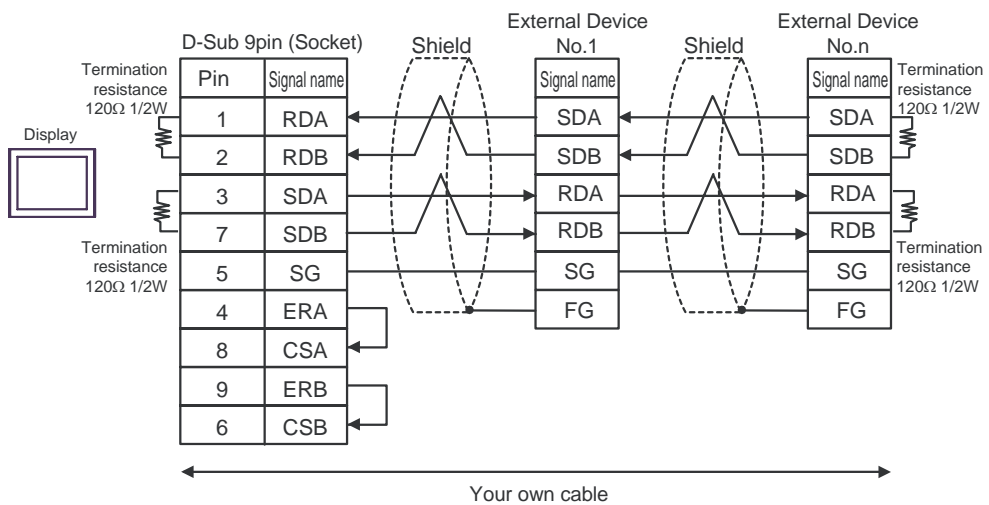 External Device
No.1
External Device
No.n
D-Sub 9pin (Socket)
Shield
Shield
Termination
resistance
120Ω 1/2W
Pin
Signal name
Signal name
Signal name
Termination
resistance
120Ω 1/2W
Display
1
RDA
SDA
SDA
2
RDB
SDB
SDB
3
SDA
RDA
RDA
7
SDB
RDB
RDB
Termination
resistance
120Ω 1/2W
5
SG
SG
SG
Termination
resistance
120Ω 1/2W
4
ERA
FG
FG
8
CSA
9
ERB
6
CSB
Your own cable